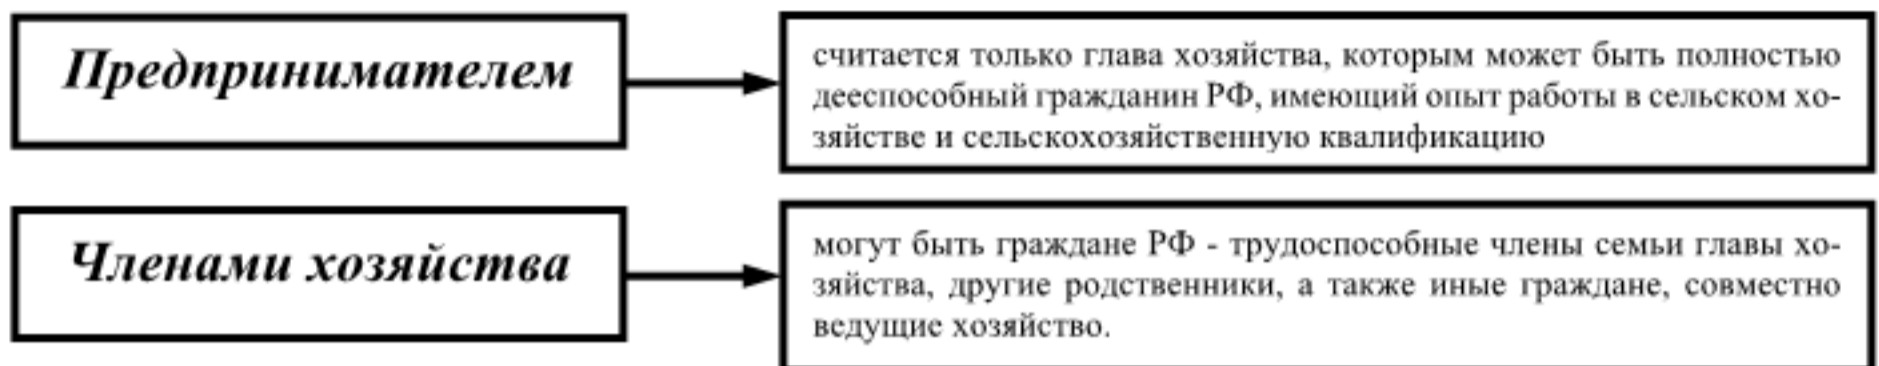 Предпринимателем
считается только глава хозяйства, которым может быть полностью
дееспособный гражданин РФ, имеющий опыт работы в сельском хо-
зяйстве и сельскохозяйственную квалификацию
Членами хозяйства
могут быть граждане РФ - трудоспособные члены семьи главы хо-
зяйства, другие родственники, а также иные граждане, совместно
ведущие хозяйство.